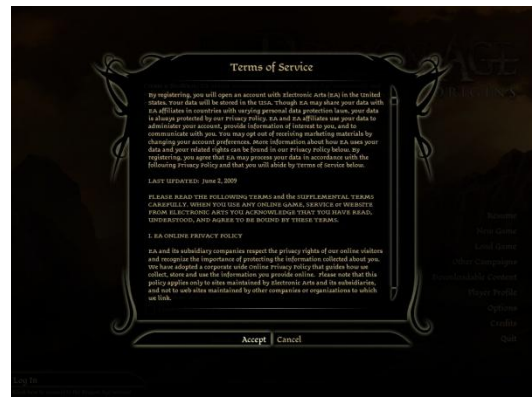 Terms of Service
By registering, you will open an account with Electronic Arts (EA) in the United
States. Your data will be stored in the USA. Though EA may share your data with
EA affiliates in countries with varying personal data protection laws, your data
is always protected by our Privacy Policy. EA and EA affiliates use your data to
administer your account, provide information of interest to you, and to
communicate with you. You may opt out of receiving marketing materials by
changing your account preferences. More information about how EA uses your
data and your related rights can be found in our Privacy Policy below. By
registering, you agree that EA may process your data in accordance with the
following Privacy Policy and that you will abide by Terms of Service below.
LAST UPDATED: June 2, 2009
PLEASE READ THE FOLLOWING TERMS and the SUPPLEMENTAL TERMS
CAREFULLY. WHEN YOU USE ANY ONLINE GAME, SERVICE or WEBSITE
FROM ELECTRONIC ARTS YOU ACKNOWLEDGE THAT YOU HAVE READ,
UNDERSTOOD, AND AGREE TO BE BOUND BY THESE TERMS.
I. EA ONLINE PRIVACY POLICY
EA and its subsidiary companies respect the privacy rights of our online visitors
and recognize the importance of protecting the information collected about you.
We have adopted a corporate wide Online Privacy Policy that guides how we
collect, store and use the information you provide online. Please note that this
policy applies only to sites maintained by Electronic Arts and its subsidiaries,
and not to web sites maintained by other companies or organizations to which
we link.
Accept Cancel
AGE
ORIGINS
Resume
New Game
Load Game
Other Campaigns
Downloadable Content
Player Profile
Options
Credits
Quit
Log In